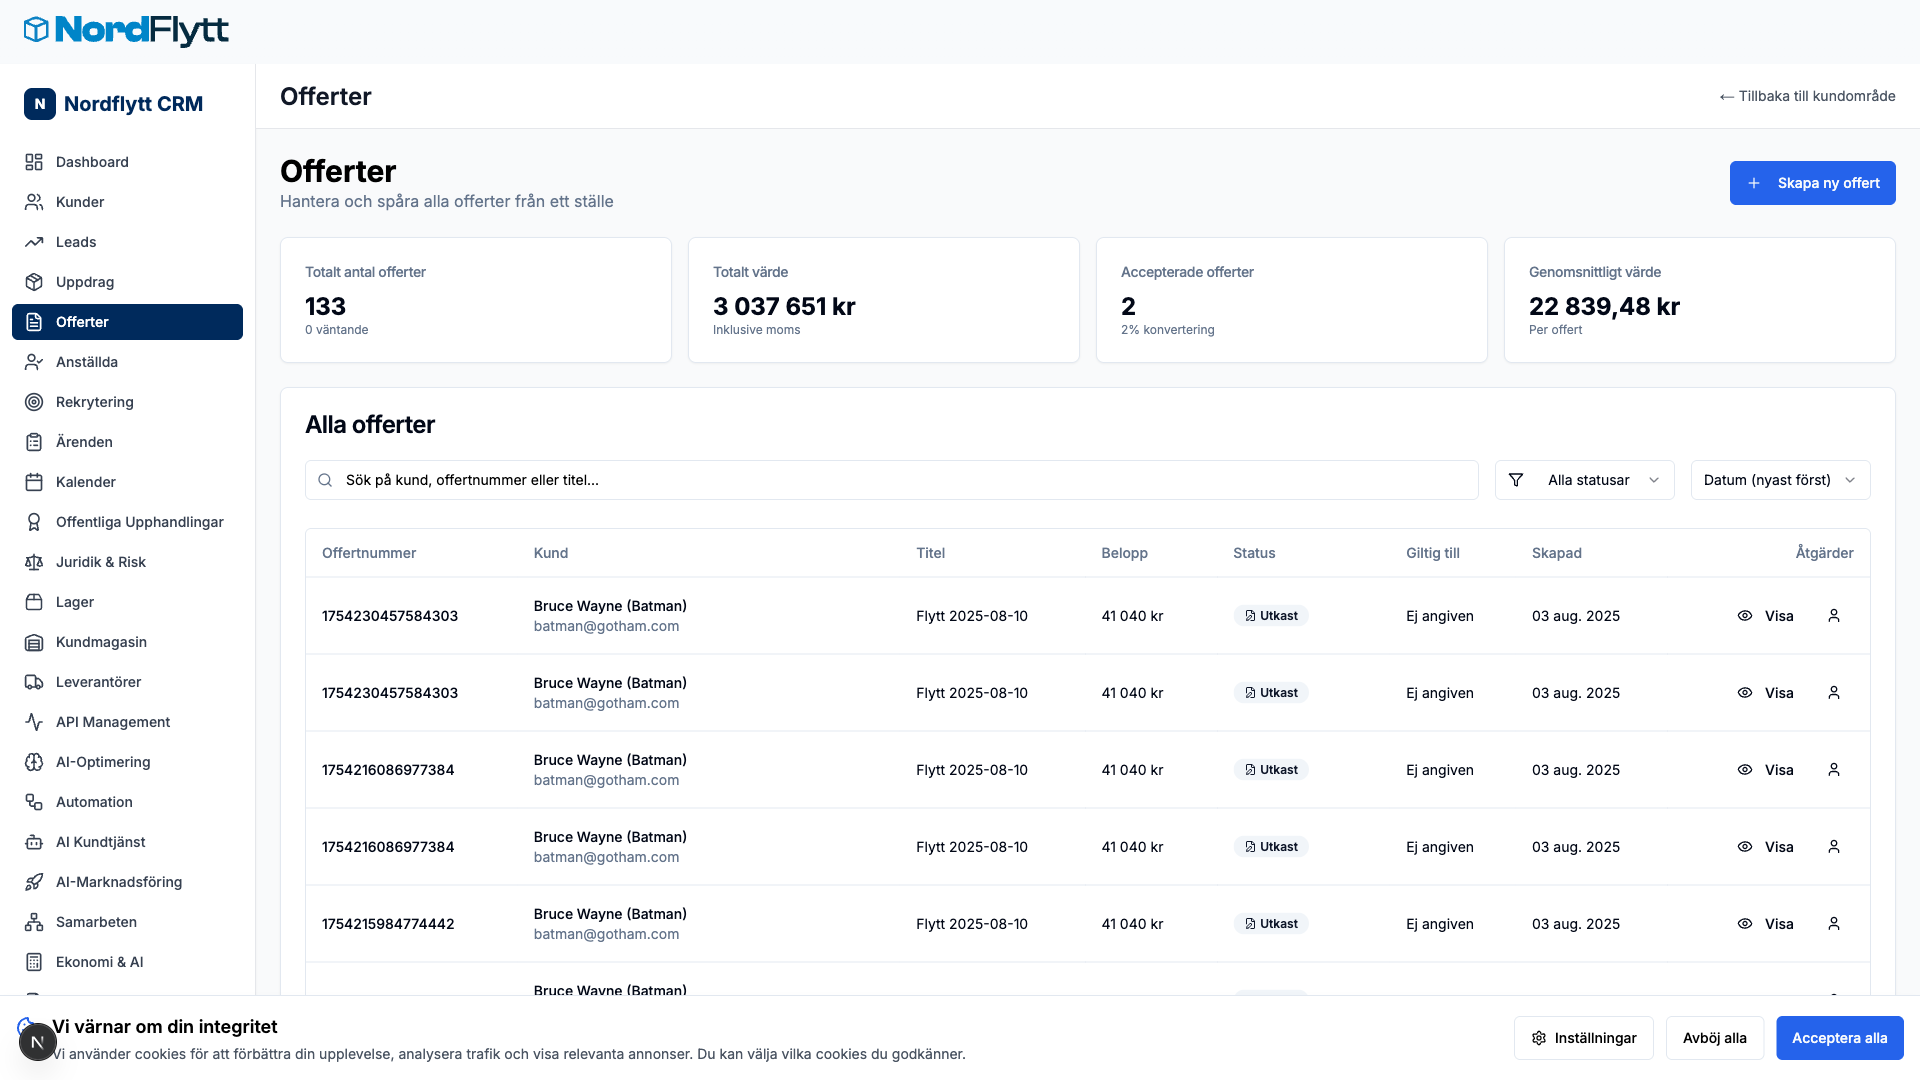 NordFlytt
N Nordflytt CRM
Dashboard
Kunder
Leads
Uppdrag
Offerter
Anställda
Rekrytering
Ärenden
Kalender
Offentliga Upphandlingar
Juridik & Risk
Lager
Kundmagasin
Leverantörer
API Management
AI-Optimering
Automation
AI Kundtjänst
AI-Marknadsföring
Samarbeten
Ekonomi & AI
Offerter
← Tillbaka till kundområde
Offerter
Hantera och spåra alla offerter från ett ställe
Skapa ny offert
Totalt antal offerter
133
0 väntande
Totalt värde
3 037 651 kr
Inklusive moms
Accepterade offerter
2
2% konvertering
Genomsnittligt värde
22 839,48 kr
Per offert
Alla offerter
Sök på kund, offertnummer eller titel...
Alla statusar
Datum (nyast först)
Offertnummer Kund Titel Belopp Status Giltig till Skapad Åtgärder
1754230457584303 Bruce Wayne (Batman) Flytt 2025-08-10 41 040 kr Utkast Ej angiven 03 aug. 2025 Visa
batman@gotham.com
1754230457584303 Bruce Wayne (Batman) Flytt 2025-08-10 41 040 kr Utkast Ej angiven 03 aug. 2025 Visa
batman@gotham.com
1754216086977384 Bruce Wayne (Batman) Flytt 2025-08-10 41 040 kr Utkast Ej angiven 03 aug. 2025 Visa
batman@gotham.com
1754216086977384 Bruce Wayne (Batman) Flytt 2025-08-10 41 040 kr Utkast Ej angiven 03 aug. 2025 Visa
batman@gotham.com
1754215984774442 Bruce Wayne (Batman) Flytt 2025-08-10 41 040 kr Utkast Ej angiven 03 aug. 2025 Visa
batman@gotham.com
Bruce Wayne (Batman)
Vi värnar om din integritet
N
Vi använder cookies för att förbättra din upplevelse, analysera trafik och visa relevanta annonser. Du kan välja vilka cookies du godkänner.
Inställningar
Avböj alla
Acceptera alla